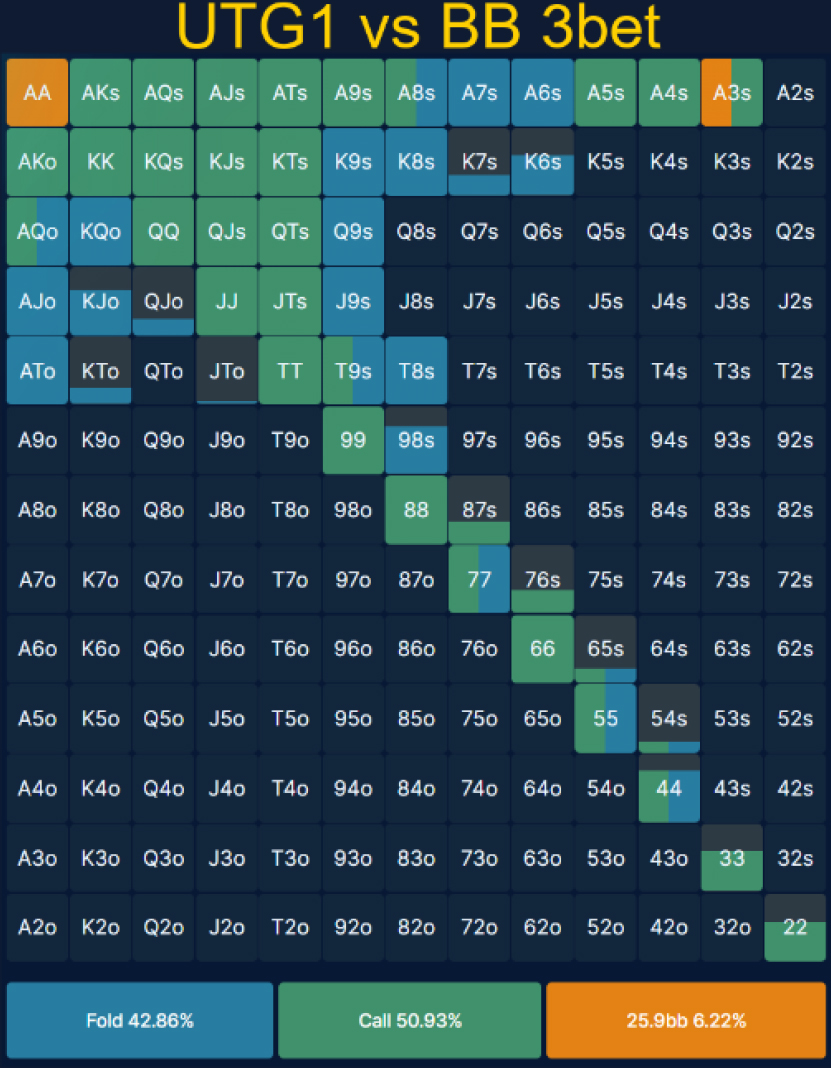 UTG1 vs BB 3bet
AA AKs AQs AJs ATs A9s A8s A7s A6s A5s A4s A3s A2s
AKo KK KQs KJs KTs K9s K8s K7s K6s K5s K4s K3s K2s
AQo KQo QQ QJs QTs Q9s Q8s Q7s Q6s Q5s Q4s Q3s Q2s
AJo KJo QJo JJ JTs J9s J8s J7s J6s J5s J4s J3s J2s
ATo KTo QTo JTo TT T9s T8s T7s T6s T5s T4s T3s T2s
A9o K9o Q9o J9o T9o 99 98s 97s 96s 95s 94s 93s 92s
A8o K8o Q8o J8o T8o 98o 88 87s 86s 85s 84s 83s 82s
A7o K7o Q7o J7o T7o 97o 87o 77 76s 75s 74s 73s 72s
A6o K6o Q6o J6o T6o 96o 86o 76o 66 65s 64s 63s 62s
A5o K5o Q5o J5o T5o 95o 85o 75o 65o 55 54s 53s 52s
A4o K4o Q4o J4o T4o 94o 84o 74o 64o 54o 44 43s 42s
A3o K3o Q3o J3o T3o 93o 83o 73o 63o 53o 43o 33 32s
A2o K2o Q2o J2o T2o 92o 82o 72o 62o 52o 42o 32o 22
Fold 42.86% Call 50.93% 25.9bb 6.22%